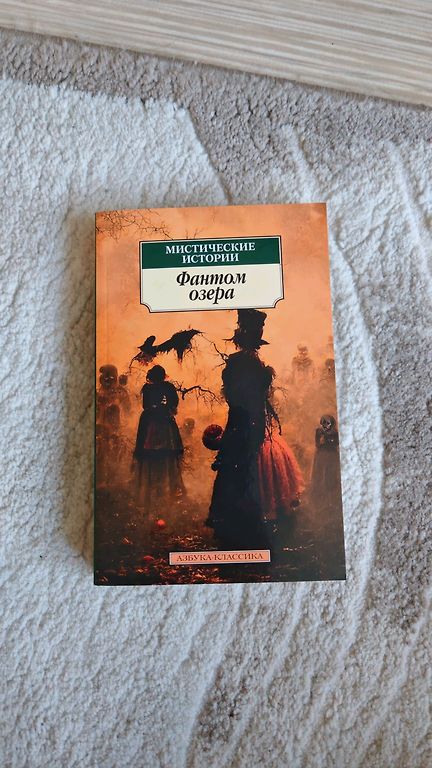 МИСТИЧЕСКИЕ
ИСТОРИИ
Фантом
озера
АЗБУКА-КЛАССИКА